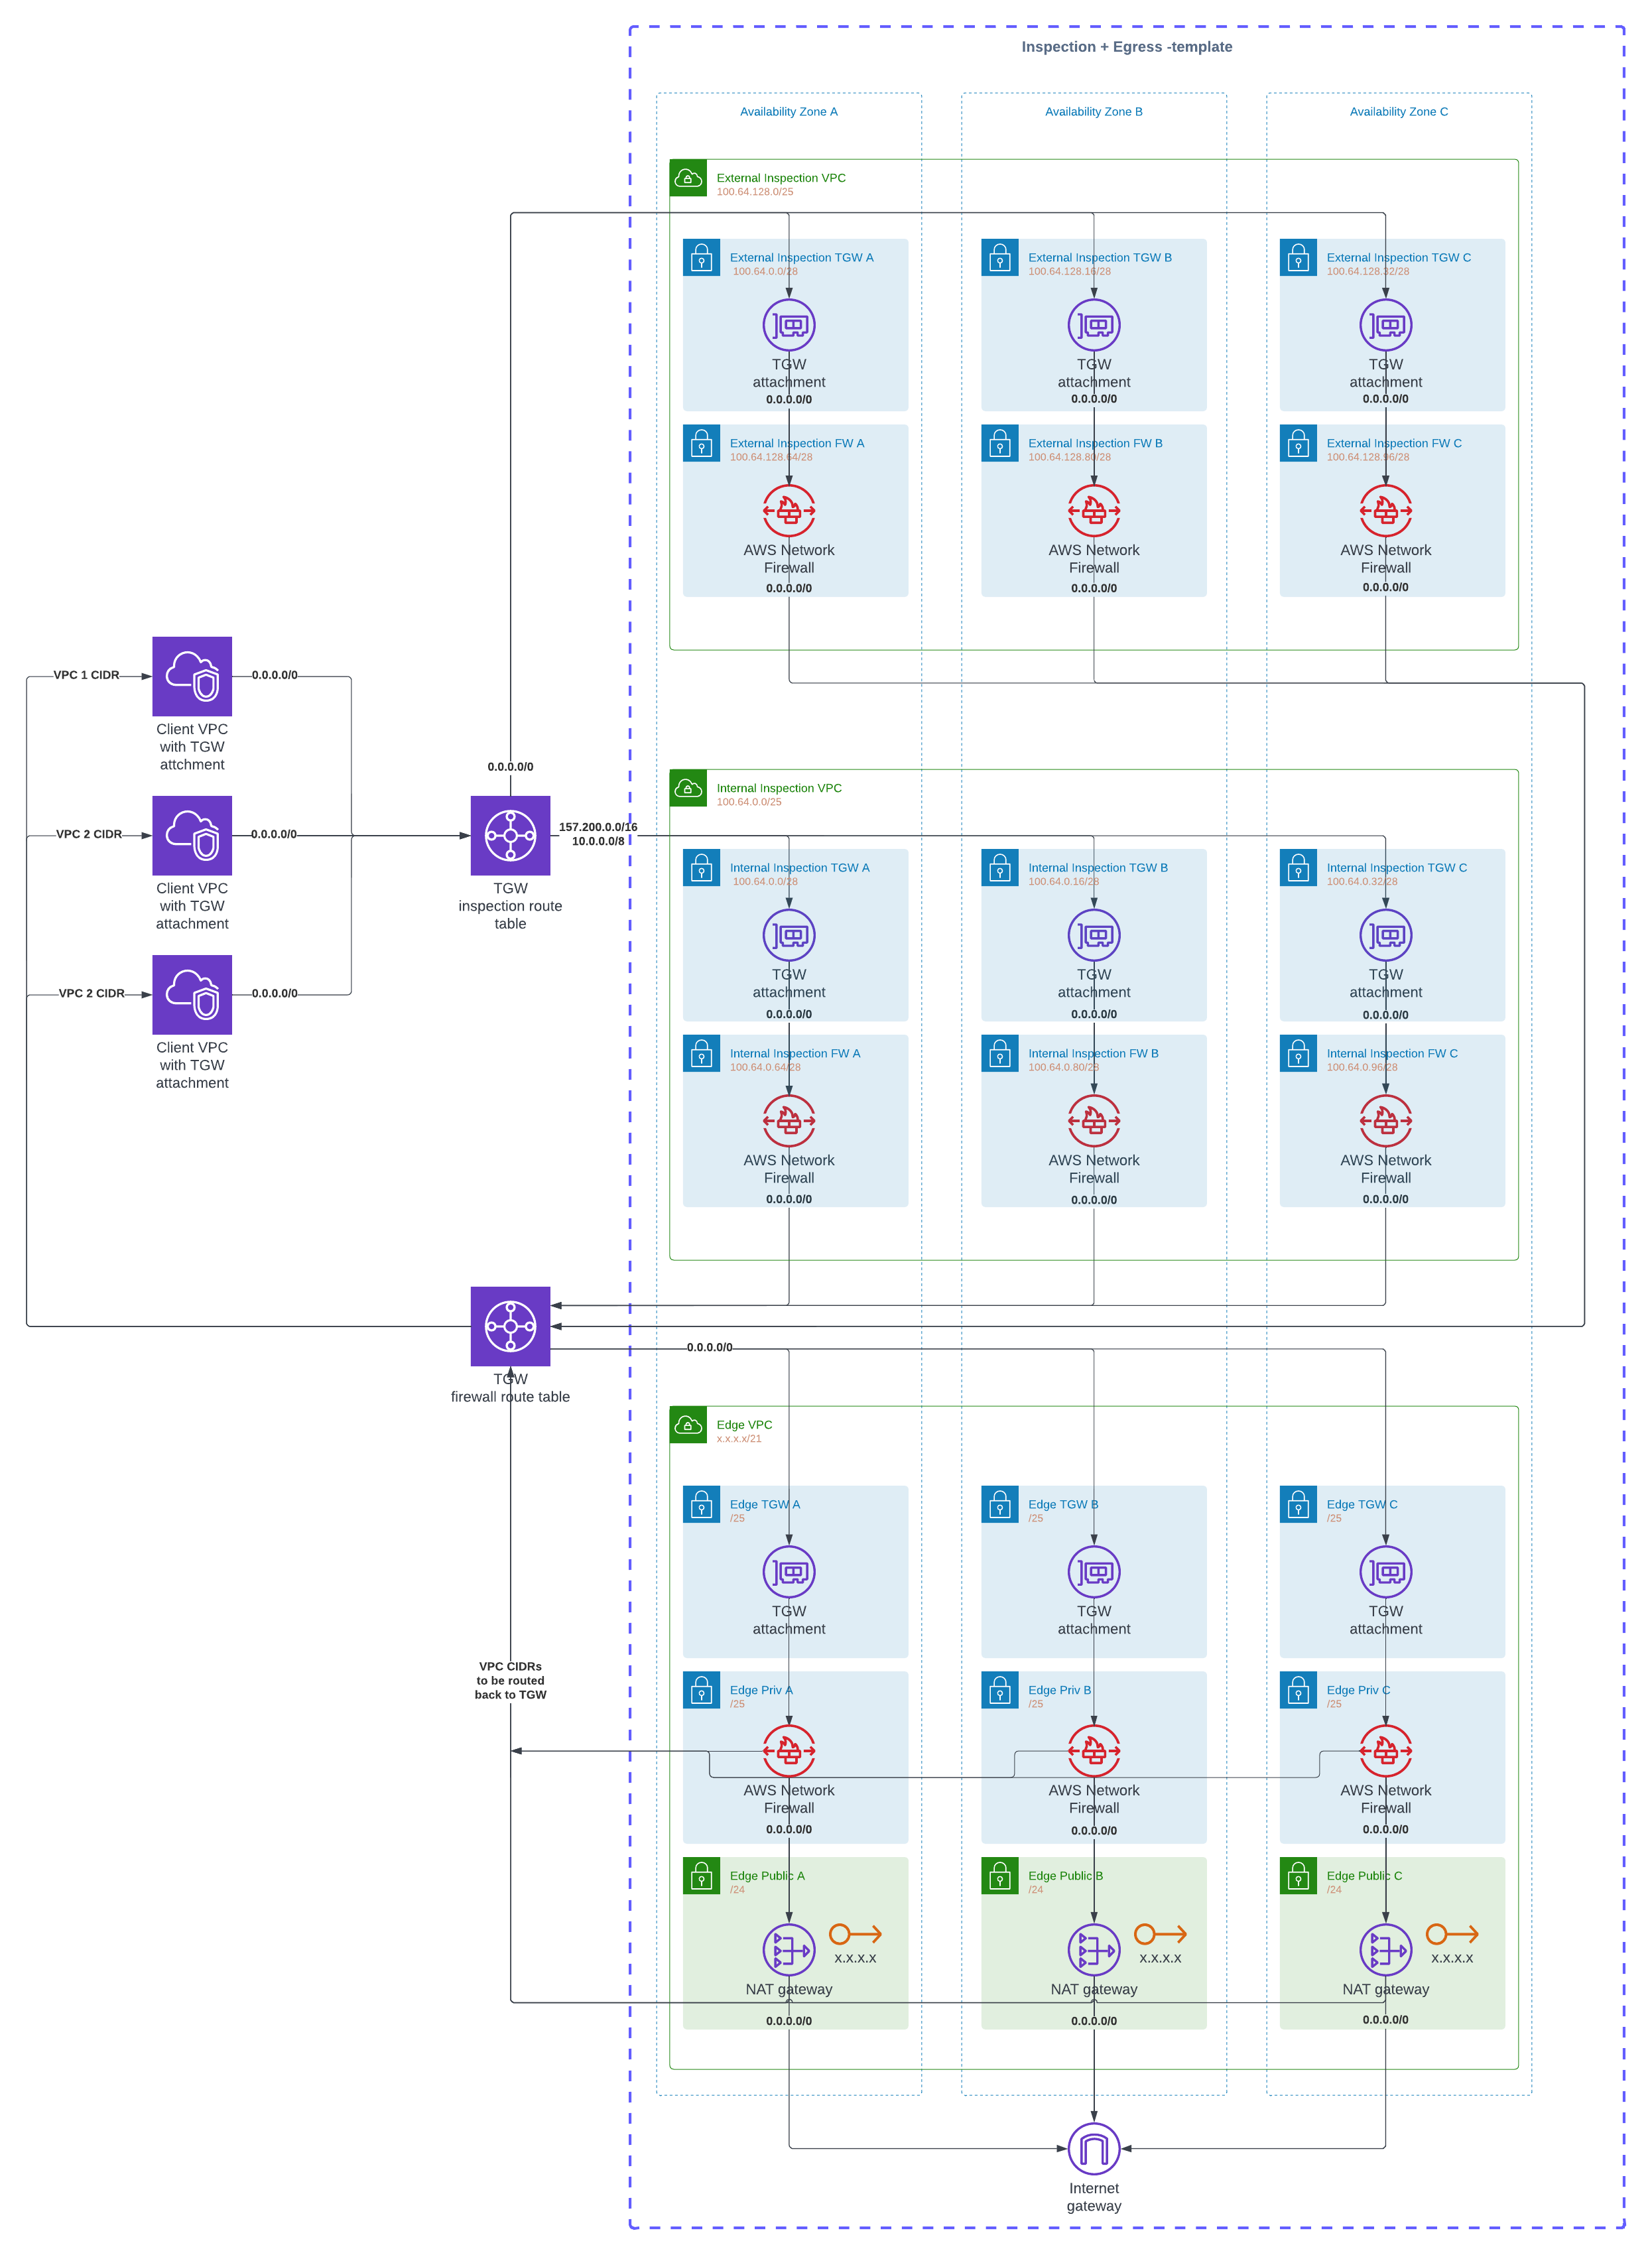 Inspection + Egress -template
Availability Zone A
Availability Zone B
Availability Zone C
External Inspection VPC
100.64.128.0/25
External Inspection TGW A
100.64.0.0/28
External Inspection TGW B
100.64.128.16/28
External Inspection TGW C
100.64.128.32/28
TGW
attachment
0.0.0.0/0
TGW
attachment
0.0.0.0/0
TGW
attachment
0.0.0.0/0
External Inspection FW A
100.64.128.64/28
External Inspection FW B
100.64.128.80/28
External Inspection FW C
100.64.128.96/28
AWS Network
Firewall
0.0.0.0/0
AWS Network
Firewall
0.0.0.0/0
AWS Network
Firewall
0.0.0.0/0
VPC 1 CIDR
0.0.0.0/0
Client VPC
with TGW
attchment
VPC 2 CIDR
0.0.0.0/0
Client VPC
with TGW
attachment
VPC 2 CIDR
0.0.0.0/0
Client VPC
with TGW
attachment
0.0.0.0/0
TGW
inspection route
table
157.200.0.0/16
10.0.0.0/8
Internal Inspection VPC
100.64.0.0/25
Internal Inspection TGW A
100.64.0.0/28
Internal Inspection TGW B
100.64.0.16/28
Internal Inspection TGW C
100.64.0.32/28
TGW
attachment
0.0.0.0/0
TGW
attachment
0.0.0.0/0
TGW
attachment
0.0.0.0/0
Internal Inspection FW A
100.64.0.64/28
Internal Inspection FW B
100.64.0.80/28
Internal Inspection FW C
100.64.0.96/28
AWS Network
Firewall
0.0.0.0/0
AWS Network
Firewall
0.0.0.0/0
AWS Network
Firewall
0.0.0.0/0
TGW
firewall route table
0.0.0.0/0
Edge VPC
x.x.x.x/21
Edge TGW A
/25
Edge TGW B
/25
Edge TGW C
/25
TGW
attachment
TGW
attachment
TGW
attachment
VPC CIDRs
to be routed
back to TGW
Edge Priv A
/25
Edge Priv B
/25
Edge Priv C
/25
AWS Network
Firewall
0.0.0.0/0
AWS Network
Firewall
0.0.0.0/0
AWS Network
Firewall
0.0.0.0/0
Edge Public A
/24
Edge Public B
/24
Edge Public C
/24
x.x.x.x
x.x.x.x
x.x.x.x
NAT gateway
0.0.0.0/0
NAT gateway
0.0.0.0/0
NAT gateway
0.0.0.0/0
Internet
gateway